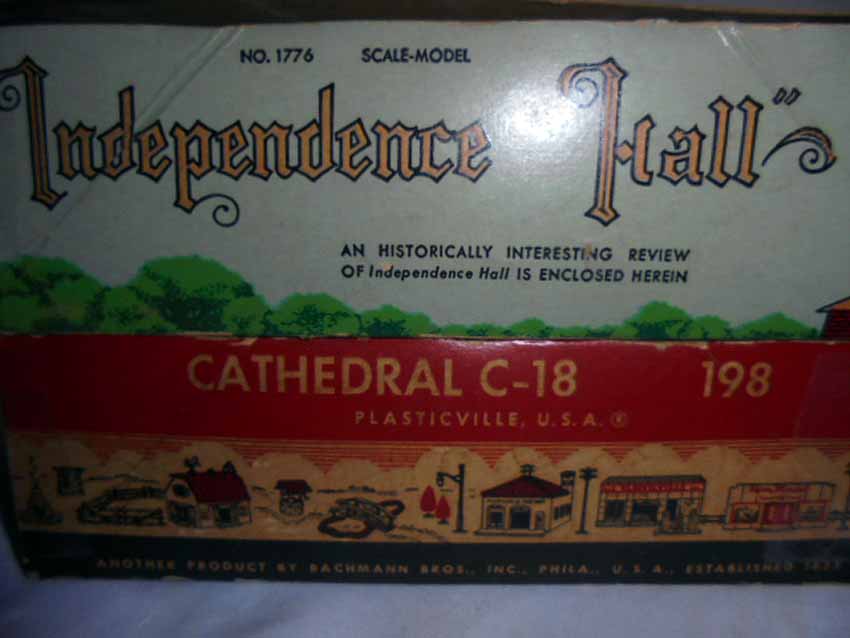 NO. 1776 SCALE-MODEL
Independence Hall"
AN HISTORICALLY INTERESTING REVIEW
OF Independence Hall IS ENCLOSED HEREIN
CATHEDRAL C-18 198
PLASTICVILLE, U.S.A. ®
ANOTHER PRODUCT BY BACHMANN BROS., INC., PHILA., U.S.A., ESTABLISHED